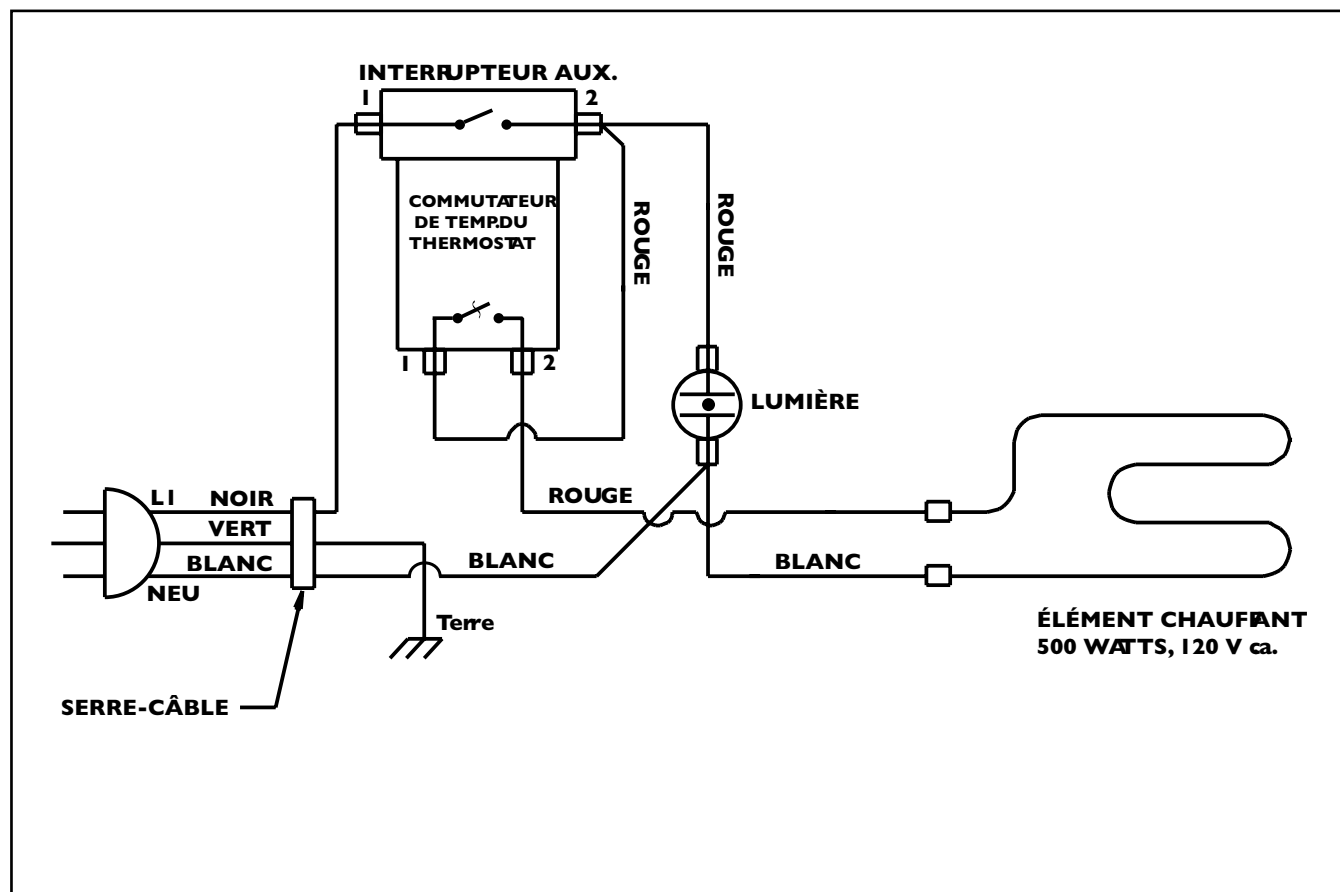 INTERRUPTEUR AUX.
1
2
COMMUTATEUR
DE TEMP. DU
THERMOSTAT
ROUGE
ROUGE
1
2
LUMIÈRE
L1
NOIR
ROUGE
VERT
BLANC
BLANC
BLANC
NEU
Terre
ÉLÉMENT CHAUFFANT
500 WATTS, 120 V ca.
SERRE-CÂBLE